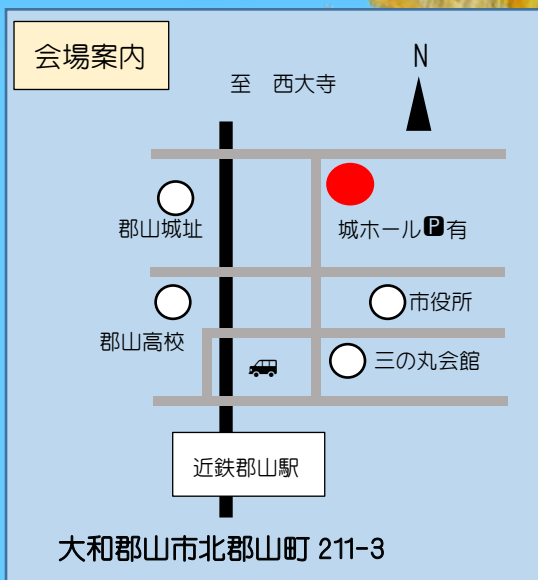 会場案内
N
至 西大寺
郡山城址
城ホール🅿有
郡山高校
市役所
三の丸会館
近鉄郡山駅
大和郡山市北郡山町 211-3